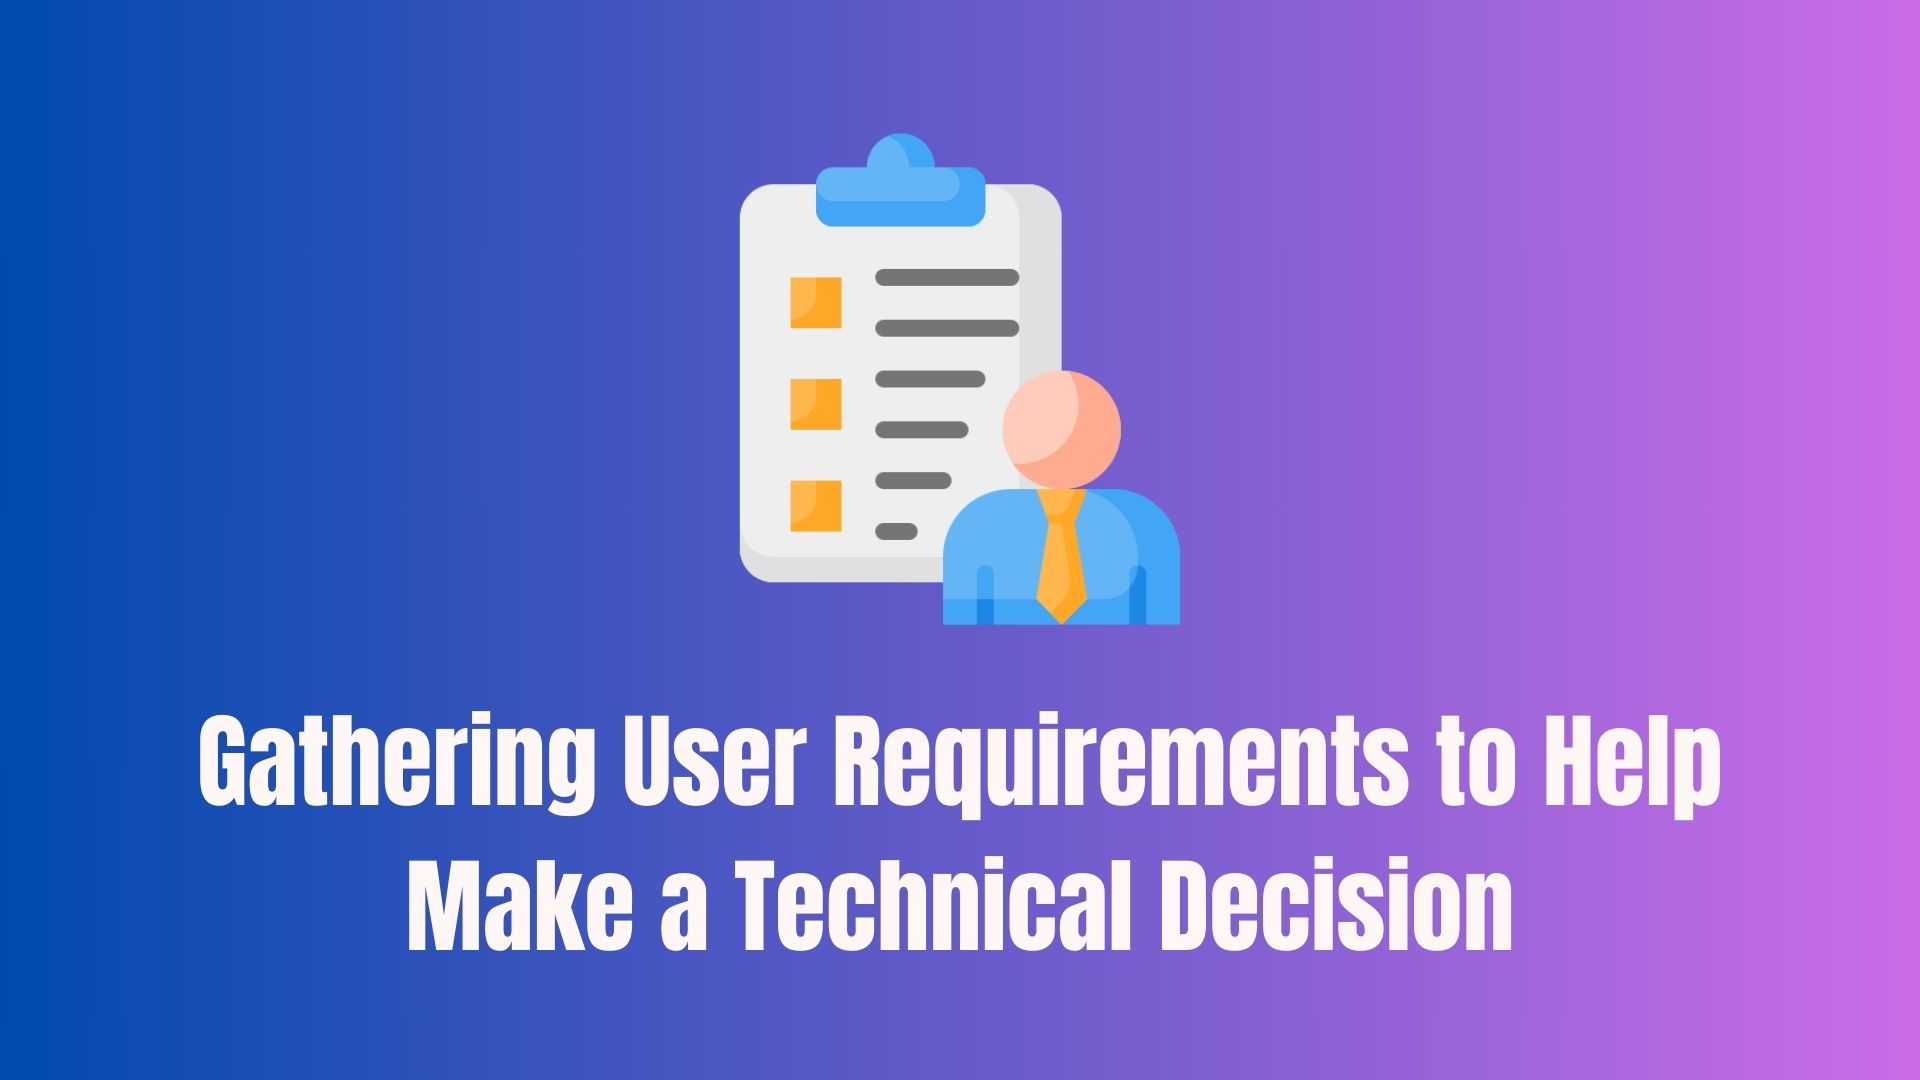 Gathering User Requirements to Help
Make a Technical Decision